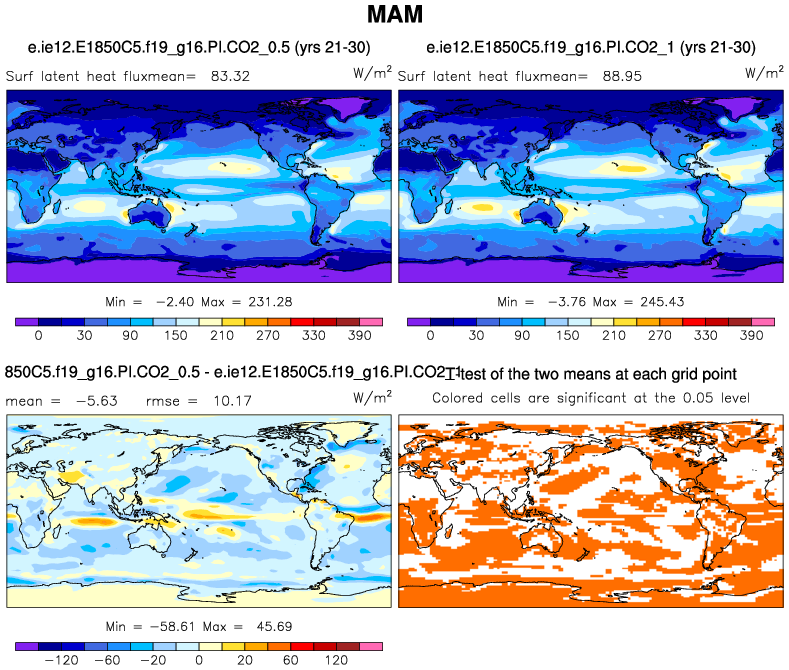 MAM
e.ie12.E1850C5.f19_g16.PI.CO2_0.5 (yrs 21-30)
e.ie12.E1850C5.f19_g16.PI.CO2_1 (yrs 21-30)
Surf latent heat fluxmean= 83.32 W/m2
Surf latent heat fluxmean= 88.95 W/m2
Min = −2.40 Max = 231.28
Min = −3.76 Max = 245.43
0 30 90 150 210 270 330 390
0 30 90 150 210 270 330 390
850C5.f19_g16.PI.CO2_0.5 - e.ie12.E1850C5.f19_g16.PI.CO2_1
T-test of the two means at each grid point
mean = −5.63 rmse = 10.17 W/m2
Colored cells are significant at the 0.05 level
Min = −58.61 Max = 45.69
−120 −60 −20 0 20 60 120